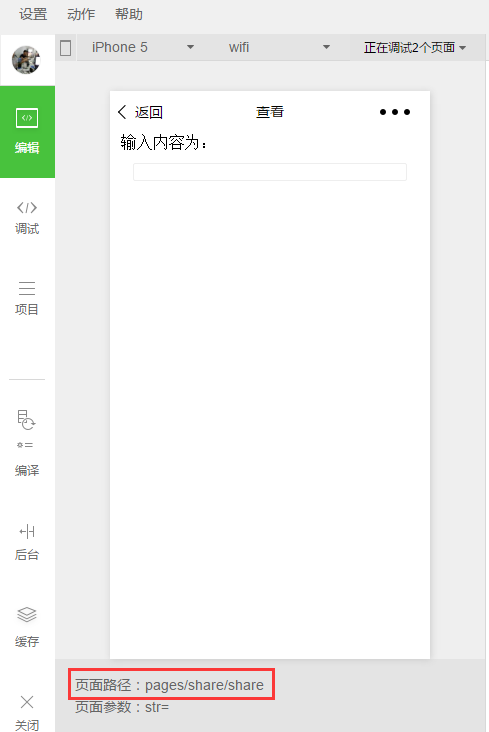 设置 动作 帮助
iPhone 5 wifi 正在调试2个页面
编辑
调试
项目
编译
后台
缓存
关闭
返回 查看
输入内容为：
页面路径：pages/share/share
页面参数：str=